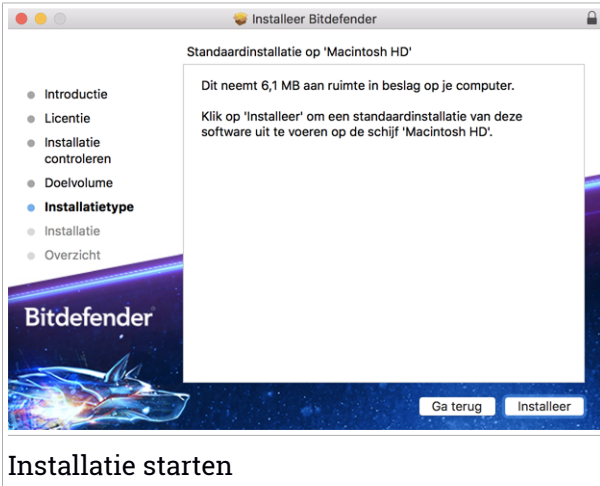 Installeer Bitdefender
Standaardinstallatie op 'Macintosh HD'
Introductie
Licentie
Installatie
controleren
Doelvolume
Installatietype
Installatie
Overzicht
Dit neemt 6,1 MB aan ruimte in beslag op je computer.
Klik op 'Installeer' om een standaardinstallatie van deze
software uit te voeren op de schijf 'Macintosh HD'.
Bitdefender
Ga terug
Installeer
Installatie starten